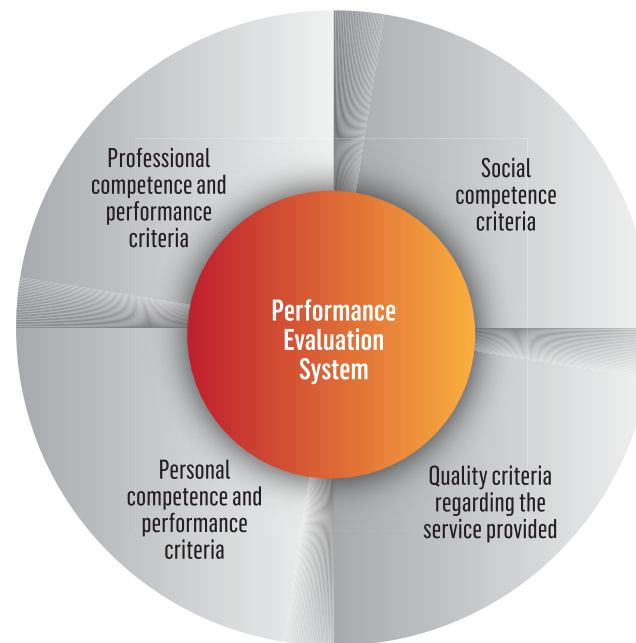 Professional
competence and
performance
criteria
Social
competence
criteria
Performance
Evaluation
System
Personal
competence and
performance
criteria
Quality criteria
regarding the
service provided